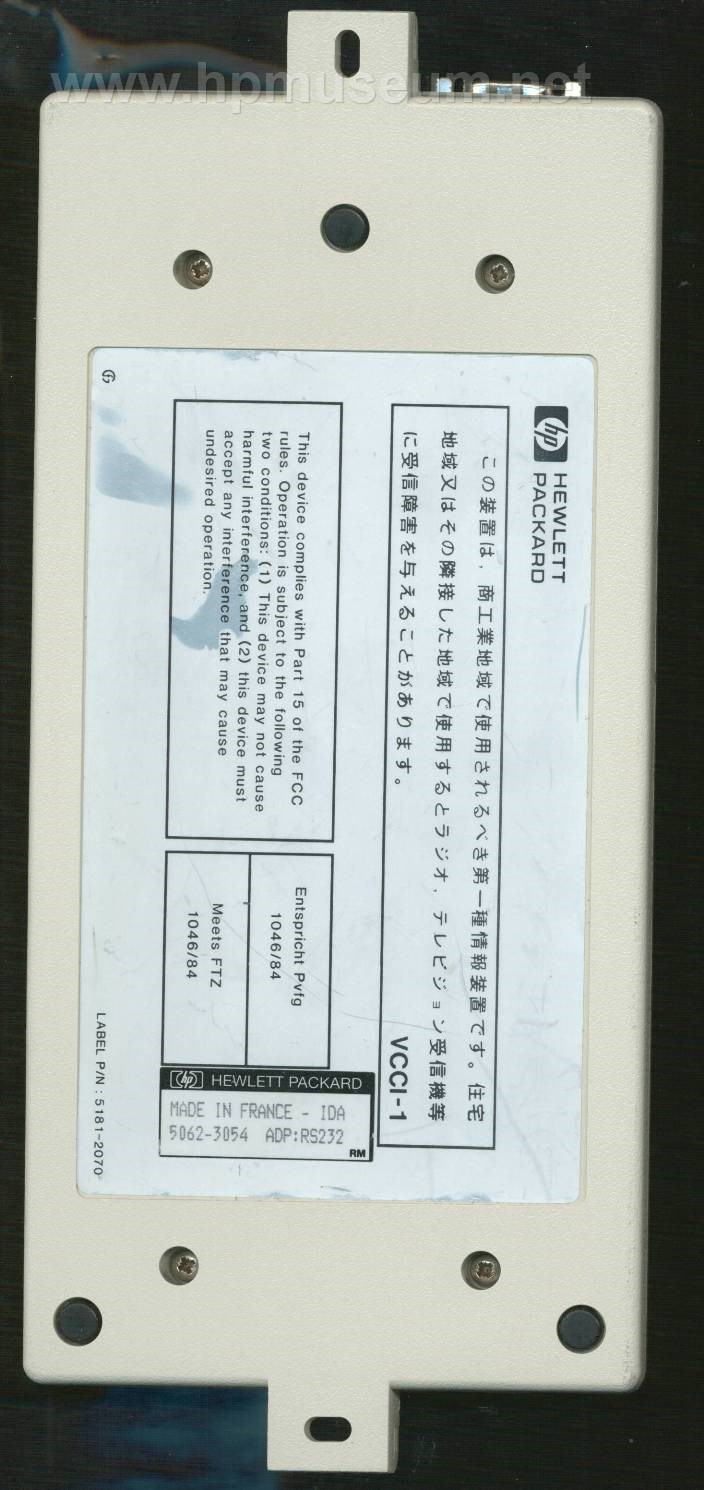 www.hpmuseum.net
hp HEWLETT
PACKARD
この装置は、商工業地域で使用されるべき第一種情報装置です。住宅
地域又はその隣接した地域で使用するとラジオ、テレビジョン受信機等
に受信障害を与えることがあります。
VCCI-1
This device complies with Part 15 of the FCC
rules. Operation is subject to the following
two conditions: (1) This device may not cause
harmful interference, and (2) this device must
accept any interference that may cause
undesired operation.
Entspricht Pvfg
1046/84
Meets FTZ
1046/84
hp HEWLETT PACKARD
MADE IN FRANCE - IDA
5062-3054 ADP:RS232
RM
LABEL P/N : 5181-2070